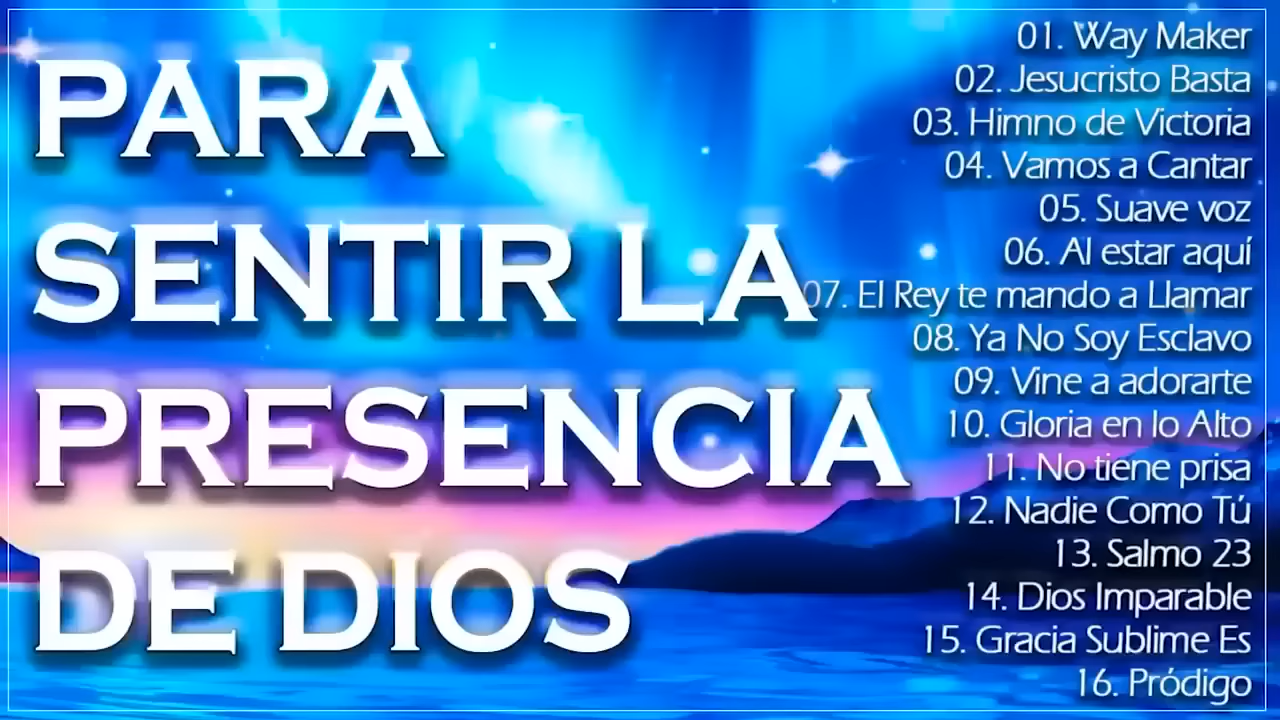 PARA
SENTIR LA
PRESENCIA
DE DIOS
01. Way Maker
02. Jesucristo Basta
03. Himno de Victoria
04. Vamos a Cantar
05. Suave voz
06. Al estar aquí
07. El Rey te mando a Llamar
08. Ya No Soy Esclavo
09. Vine a adorarte
10. Gloria en lo Alto
11. No tiene prisa
12. Nadie Como Tú
13. Salmo 23
14. Dios Imparable
15. Gracia Sublime Es
16. Pródigo